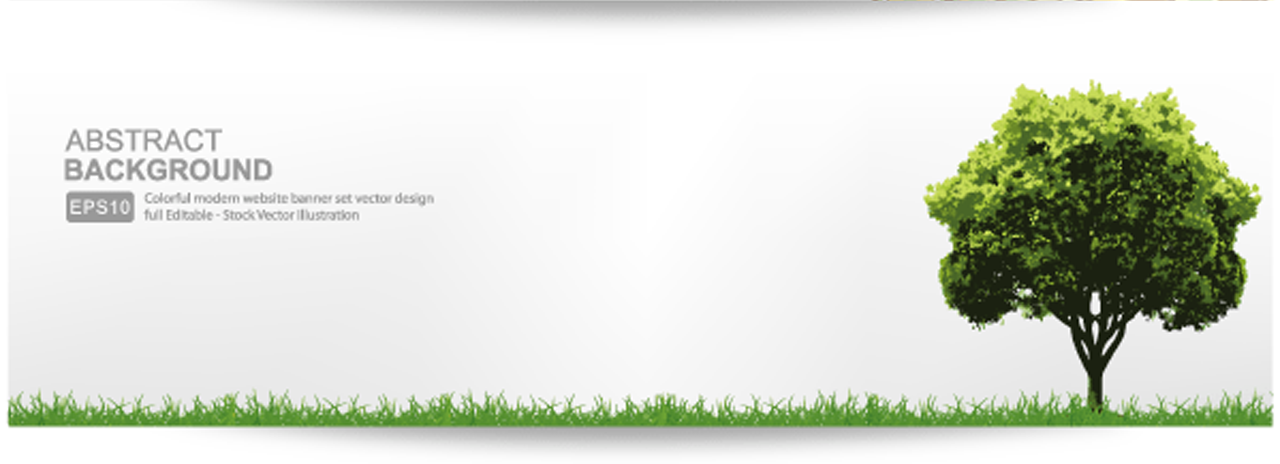 ABSTRACT
BACKGROUND
EPS10
Colorful modern website banner set vector design
full Editable - Stock Vector Illustration